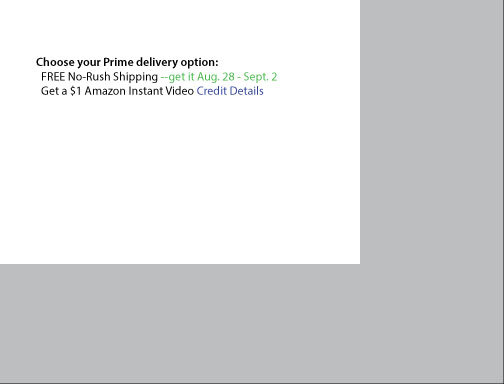 Choose your Prime delivery option:
FREE No-Rush Shipping --get it Aug. 28 - Sept. 2
Get a $1 Amazon Instant Video Credit Details